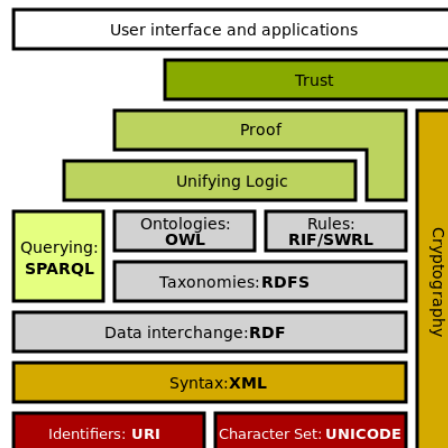 User interface and applications
Trust
Proof
Unifying Logic
Querying:
SPARQL
Ontologies:
OWL
Rules:
RIF/SWRL
Taxonomies:RDFS
Cryptography
Data interchange:RDF
Syntax:XML
Identifiers: URI
Character Set: UNICODE